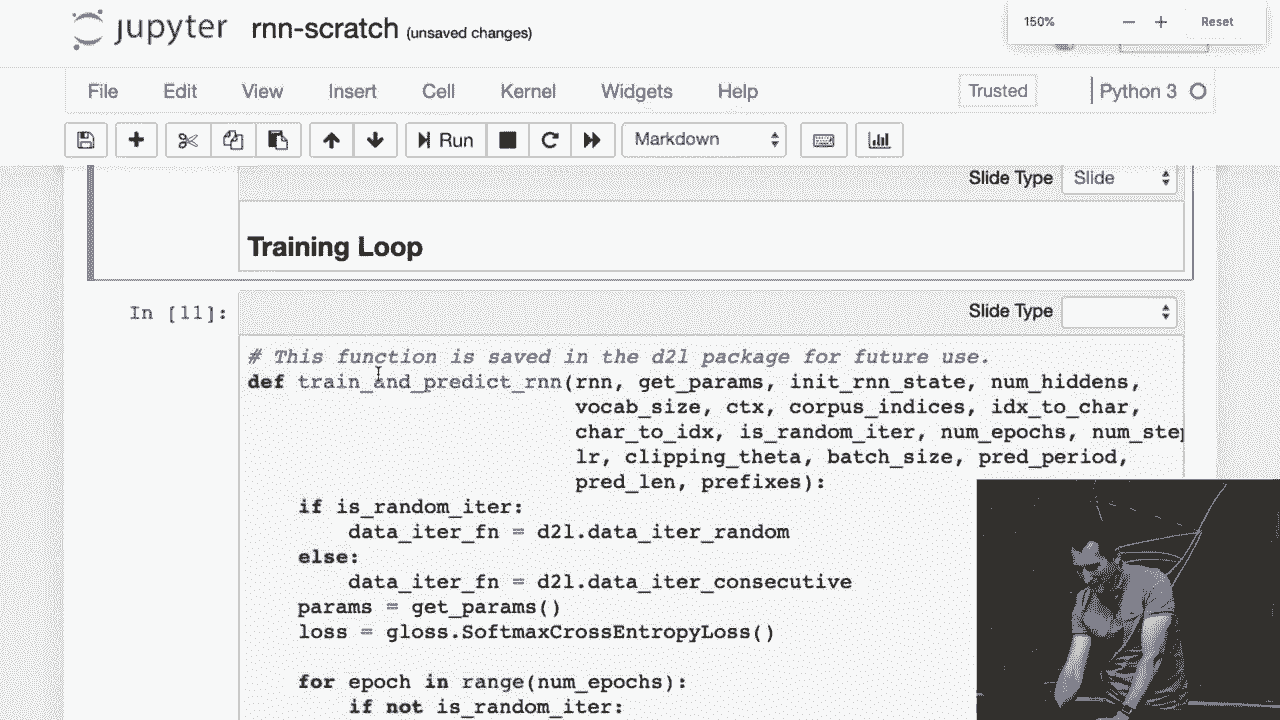 150% − + Reset
jupyter rnn-scratch (unsaved changes)
File Edit View Insert Cell Kernel Widgets Help Trusted Python 3
Run Markdown
Slide Type Slide
Training Loop
In [11]: Slide Type
# This function is saved in the d2l package for future use.
def train_and_predict_rnn(rnn, get_params, init_rnn_state, num_hiddens,
vocab_size, ctx, corpus_indices, idx_to_char,
char_to_idx, is_random_iter, num_epochs, num_step
lr, clipping_theta, batch_size, pred_period,
pred_len, prefixes):
if is_random_iter:
data_iter_fn = d2l.data_iter_random
else:
data_iter_fn = d2l.data_iter_consecutive
params = get_params()
loss = gloss.SoftmaxCrossEntropyLoss()
for epoch in range(num_epochs):
if not is_random_iter: